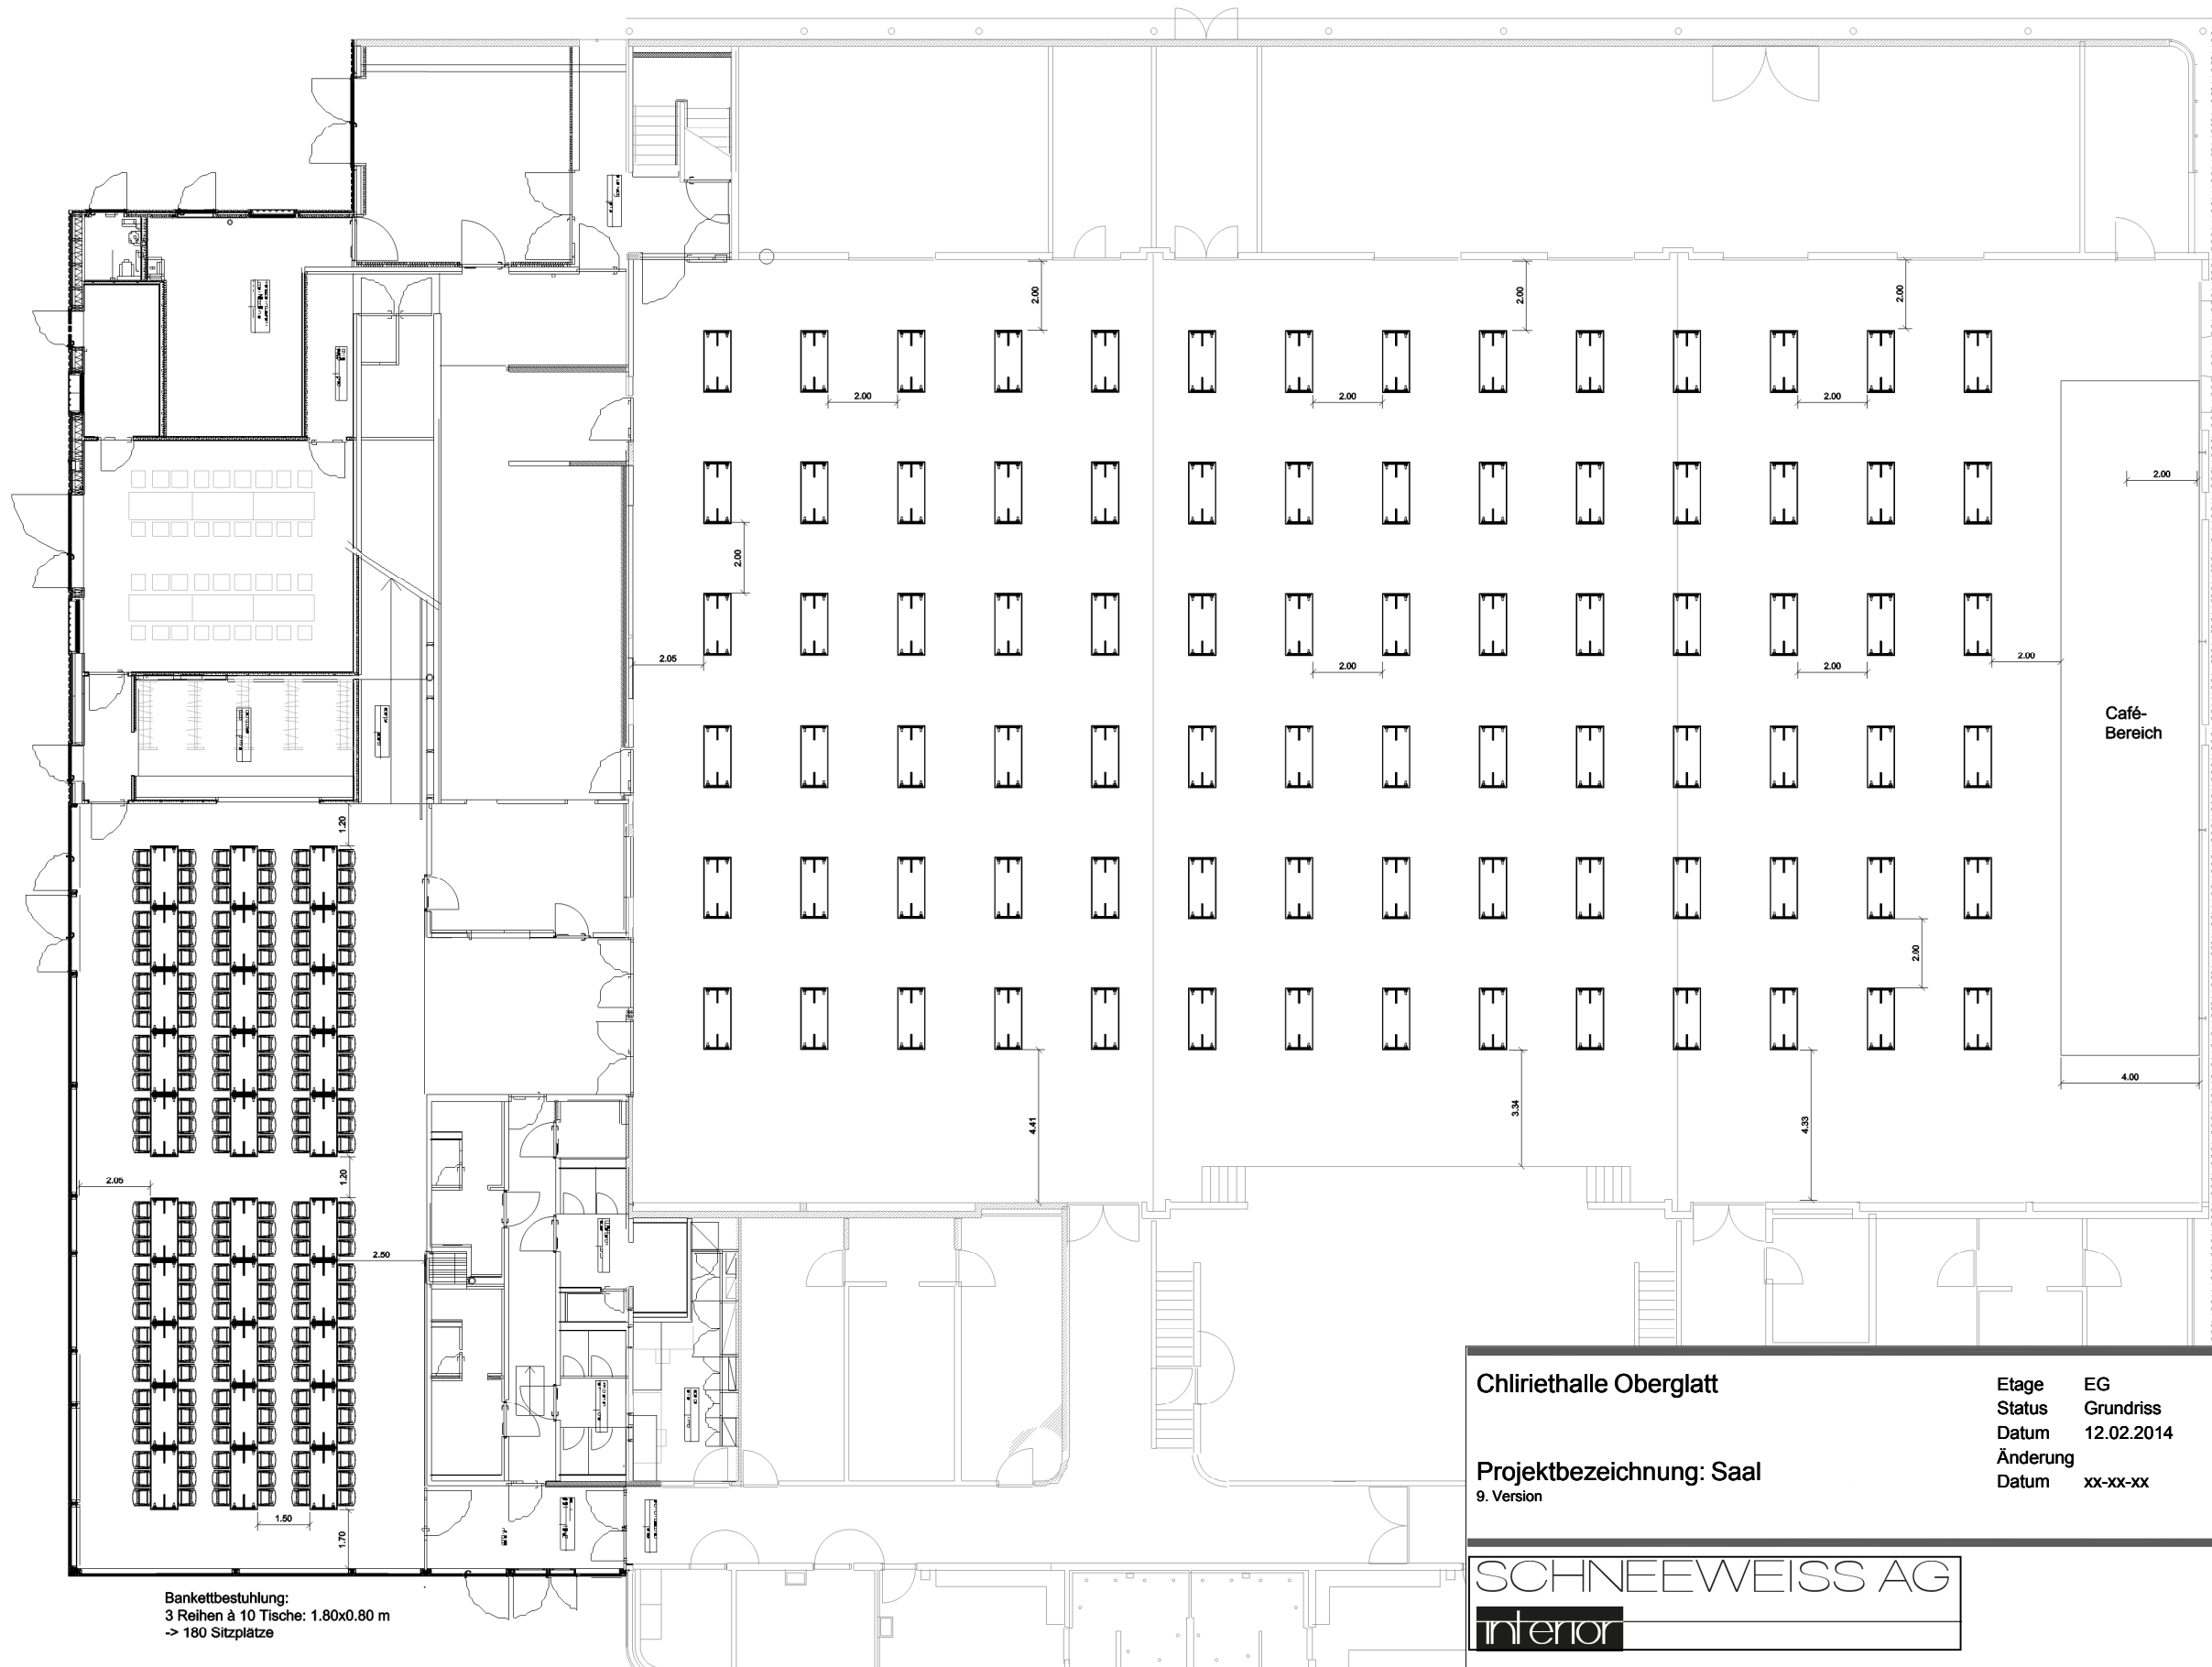 2.00
2.00
2.00
2.00
2.00
2.00
2.00
2.00
2.05
2.00
2.00
2.00
Café-
Bereich
1.20
2.00
4.00
4.41
3.34
4.33
1.20
2.05
2.50
1.50
1.70
Bankettbestuhlung:
3 Reihen à 10 Tische: 1.80x0.80 m
-> 180 Sitzplätze
Chliriethalle Oberglatt
Projektbezeichnung: Saal
9. Version
Etage EG
Status Grundriss
Datum 12.02.2014
Änderung
Datum xx-xx-xx
SCHNEEWEISS AG
interior